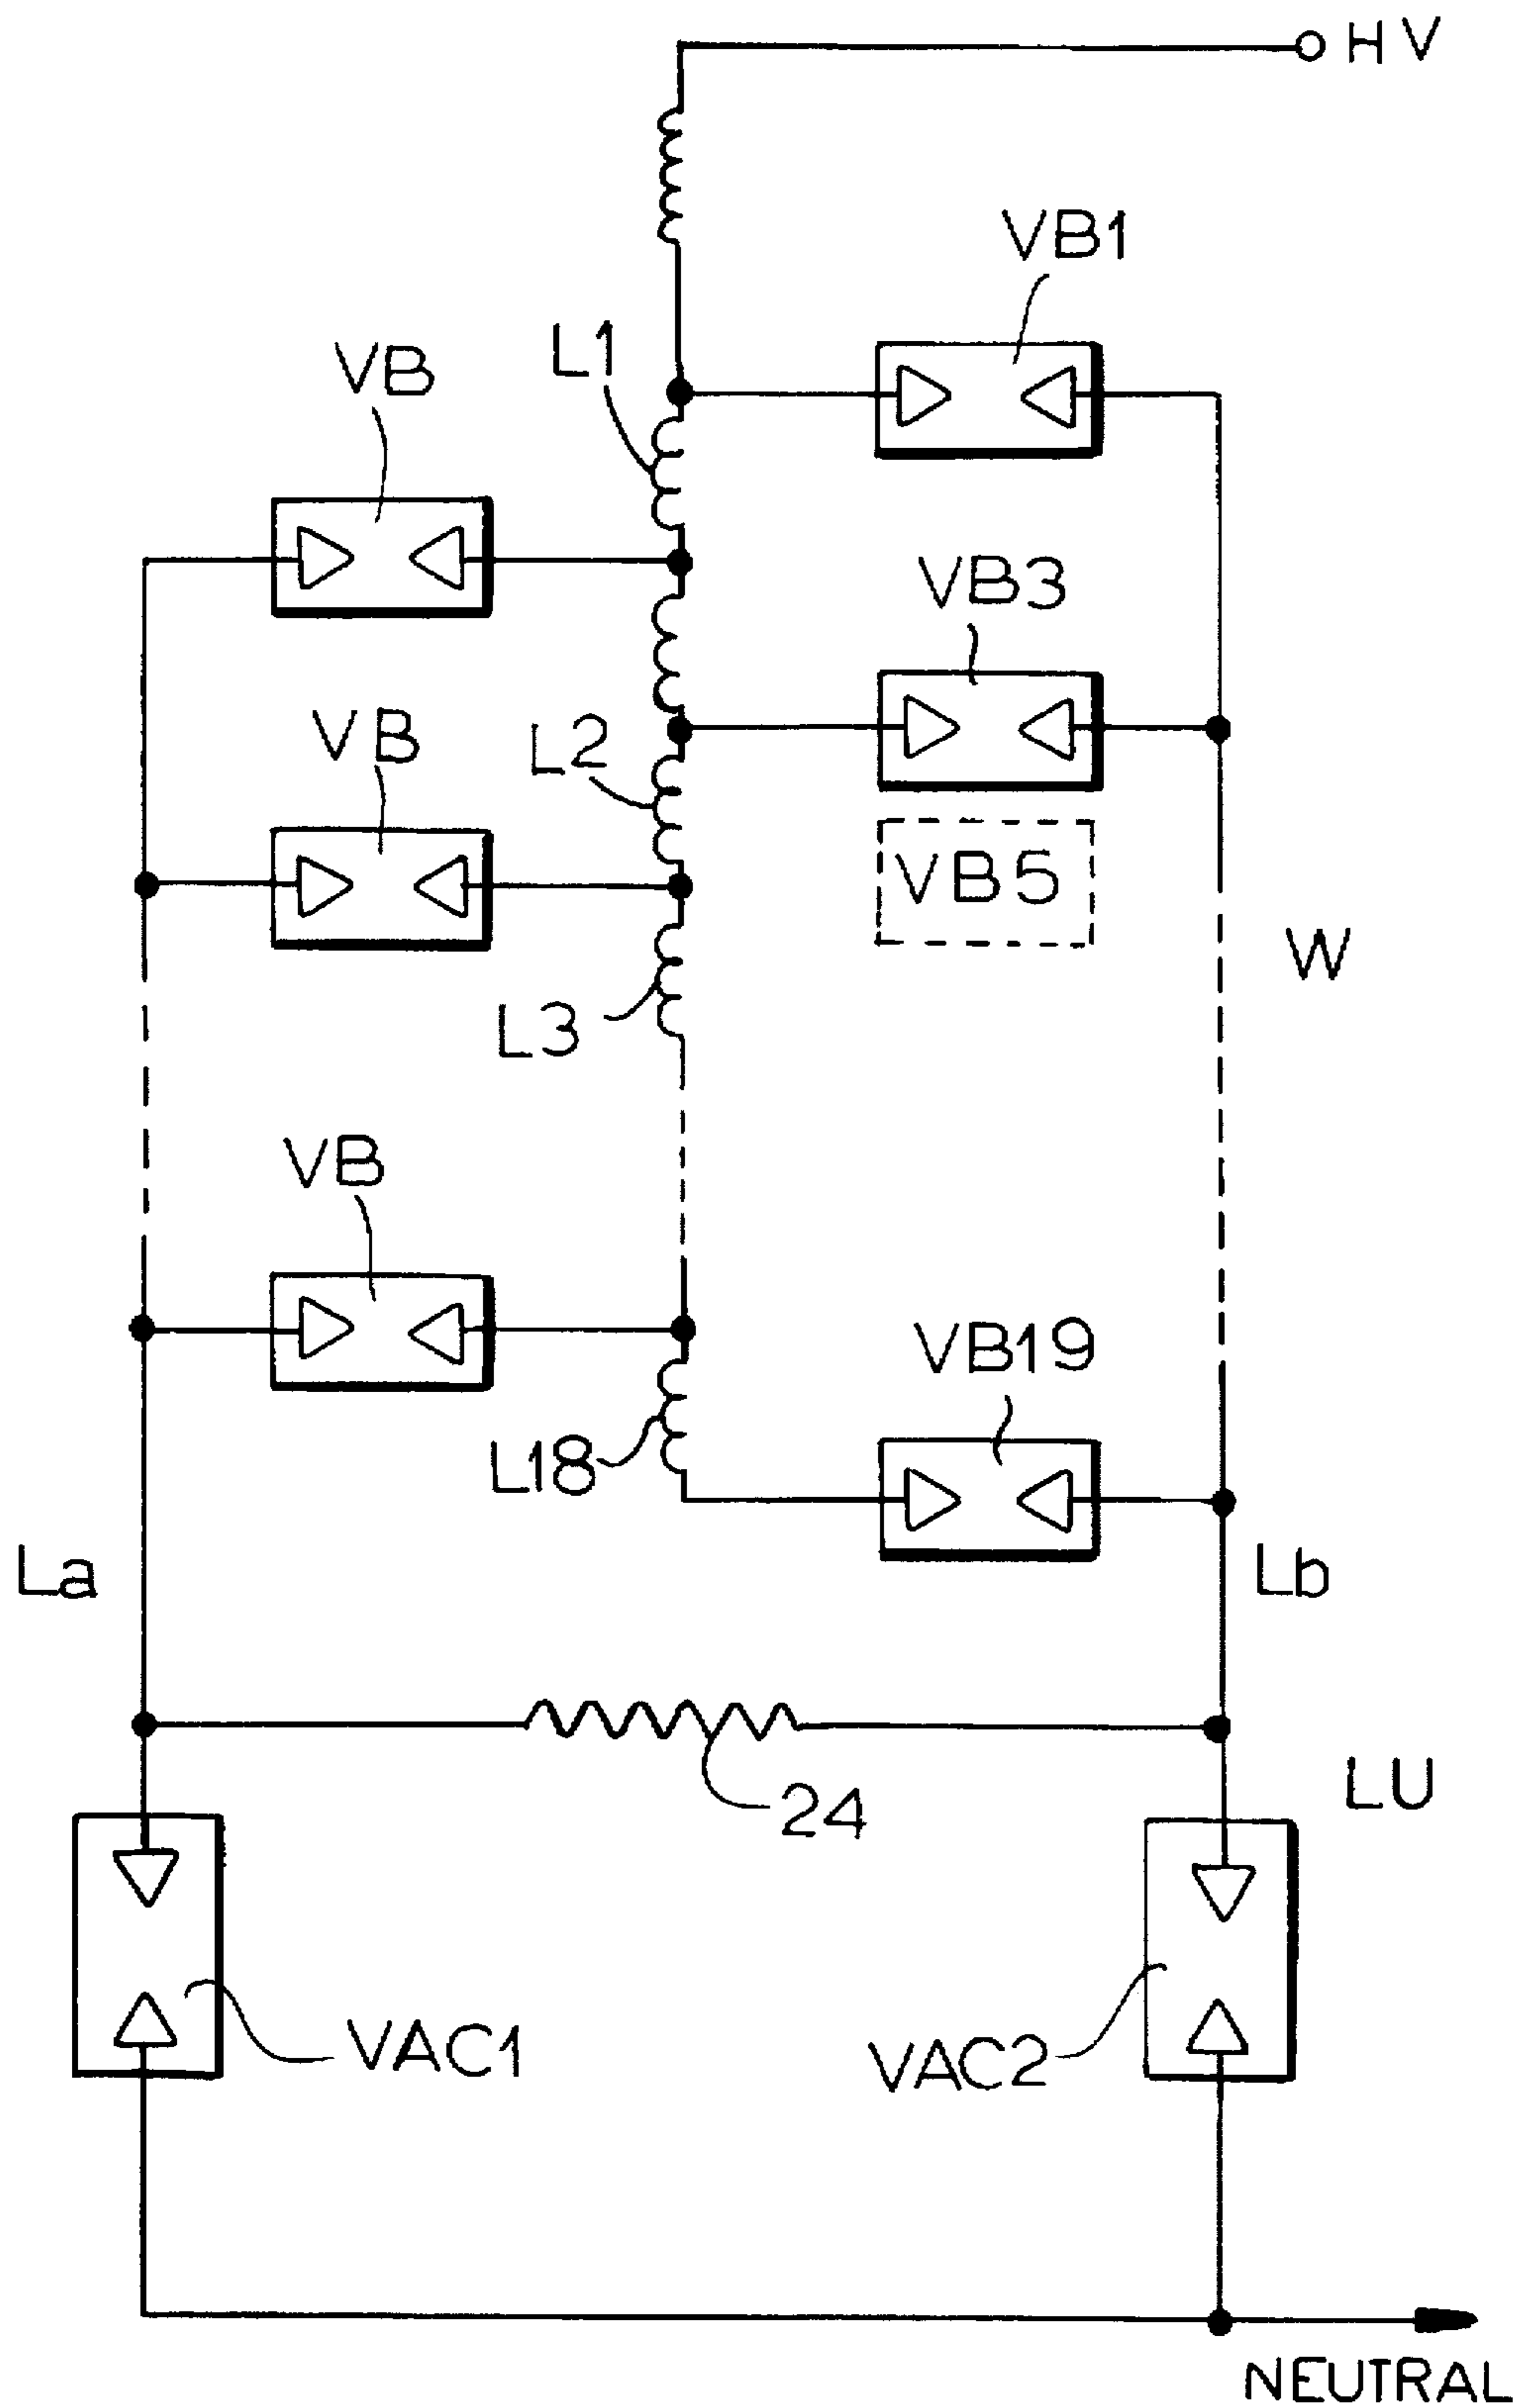 HV
VB1
L1
VB
VB3
VB
L2
VB5
W
L3
VB
VB19
L18
La
Lb
24
LU
VAC1
VAC2
NEUTRAL